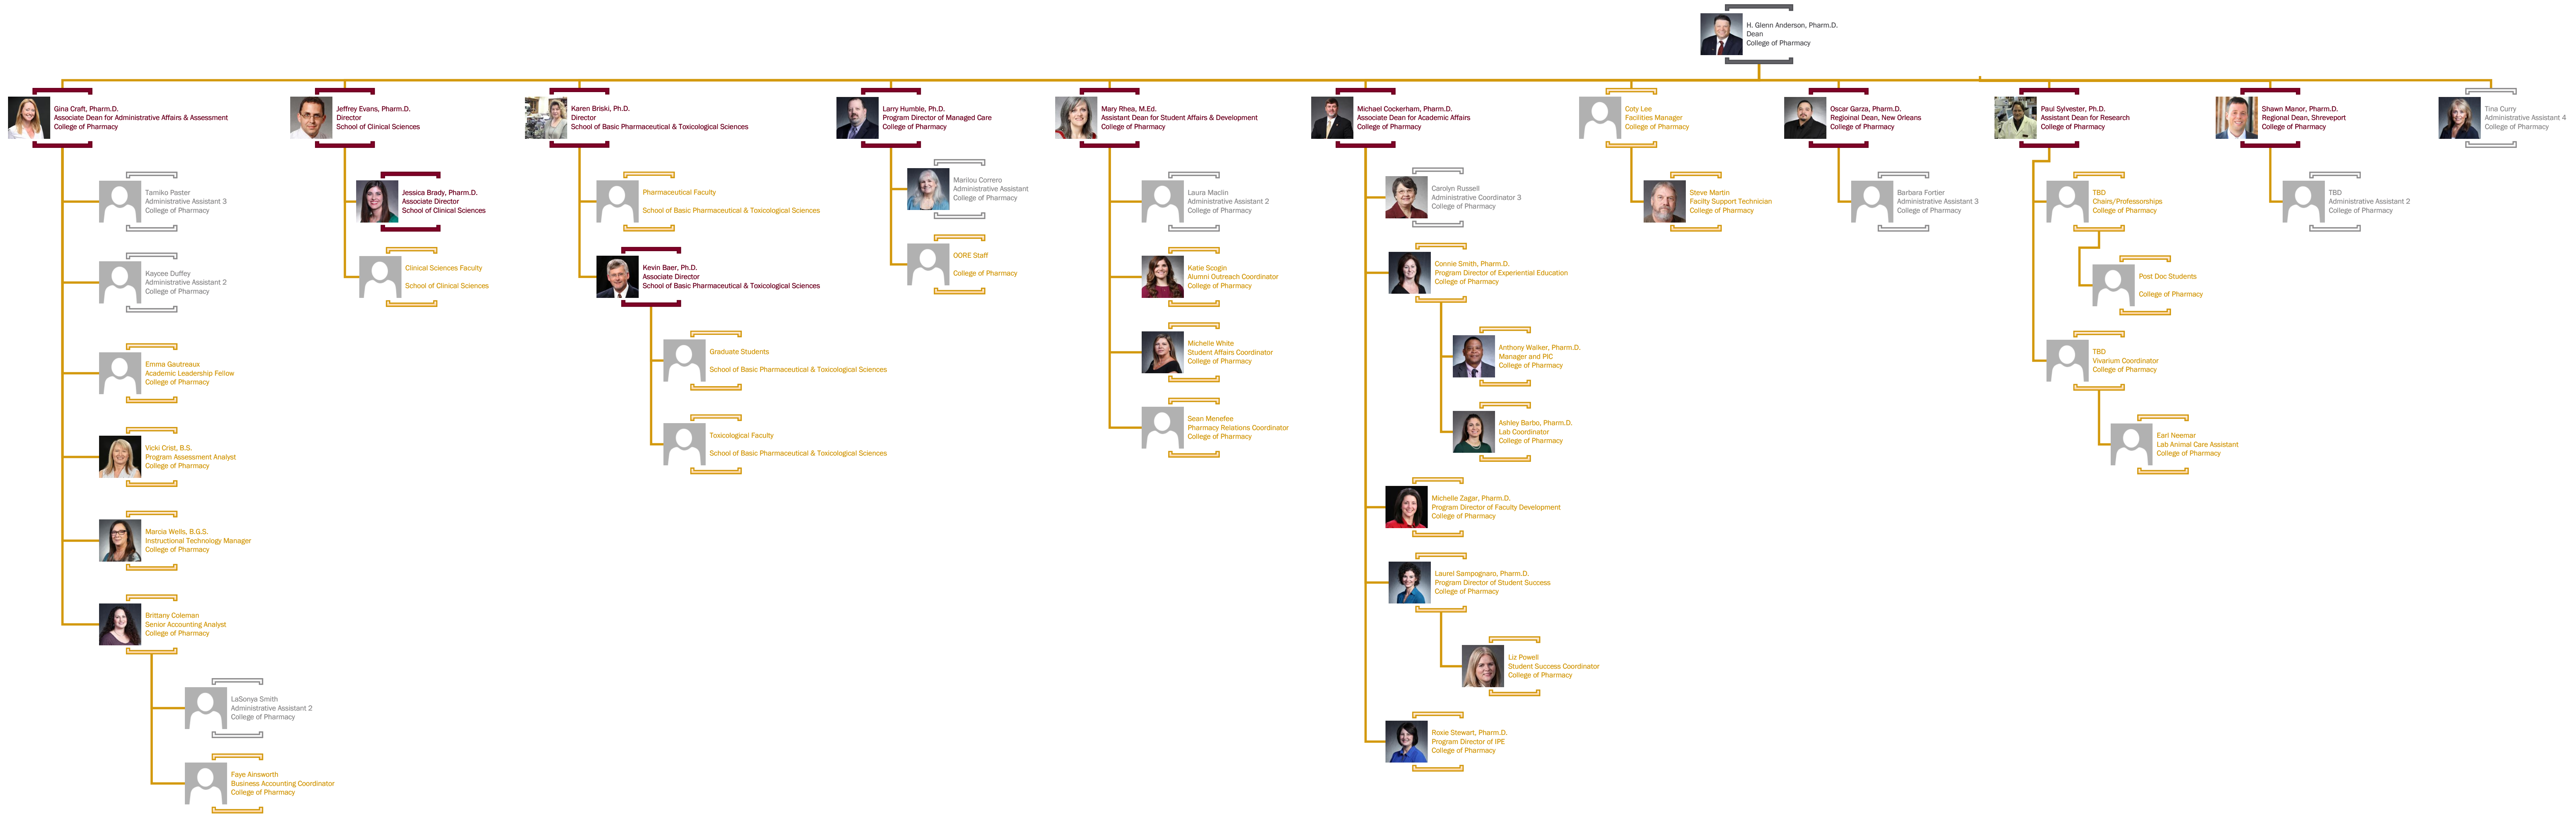 H. Glenn Anderson, Pharm.D.
Dean
College of Pharmacy
Gina Craft, Pharm.D.
Associate Dean for Administrative Affairs & Assessment
College of Pharmacy
Tamiko Paster
Administrative Assistant 3
College of Pharmacy
Kaycee Duffey
Administrative Assistant 2
College of Pharmacy
Emma Gautreaux
Academic Leadership Fellow
College of Pharmacy
Vicki Crist, B.S.
Program Assessment Analyst
College of Pharmacy
Marcia Wells, B.G.S.
Instructional Technology Manager
College of Pharmacy
Brittany Coleman
Senior Accounting Analyst
College of Pharmacy
LaSonya Smith
Administrative Assistant 2
College of Pharmacy
Faye Ainsworth
Business Accounting Coordinator
College of Pharmacy
Jeffrey Evans, Pharm.D.
Director
School of Clinical Sciences
Jessica Brady, Pharm.D.
Associate Director
School of Clinical Sciences
Clinical Sciences Faculty
School of Clinical Sciences
Karen Briski, Ph.D.
Director
School of Basic Pharmaceutical & Toxicological Sciences
Pharmaceutical Faculty
School of Basic Pharmaceutical & Toxicological Sciences
Kevin Baer, Ph.D.
Associate Director
School of Basic Pharmaceutical & Toxicological Sciences
Graduate Students
School of Basic Pharmaceutical & Toxicological Sciences
Toxicological Faculty
School of Basic Pharmaceutical & Toxicological Sciences
Larry Humble, Ph.D.
Program Director of Managed Care
College of Pharmacy
Marilou Correro
Administrative Assistant
College of Pharmacy
OORE Staff
College of Pharmacy
Mary Rhea, M.Ed.
Assistant Dean for Student Affairs & Development
College of Pharmacy
Laura Maclin
Administrative Assistant 2
College of Pharmacy
Katie Scogin
Alumni Outreach Coordinator
College of Pharmacy
Michelle White
Student Affairs Coordinator
College of Pharmacy
Sean Menefee
Pharmacy Relations Coordinator
College of Pharmacy
Michael Cockerham, Pharm.D.
Associate Dean for Academic Affairs
College of Pharmacy
Carolyn Russell
Administrative Coordinator 3
College of Pharmacy
Connie Smith, Pharm.D.
Program Director of Experiential Education
College of Pharmacy
Anthony Walker, Pharm.D.
Manager and PIC
College of Pharmacy
Ashley Barbo, Pharm.D.
Lab Coordinator
College of Pharmacy
Michelle Zagar, Pharm.D.
Program Director of Faculty Development
College of Pharmacy
Laurel Sampognaro, Pharm.D.
Program Director of Student Success
College of Pharmacy
Liz Powell
Student Success Coordinator
College of Pharmacy
Roxie Stewart, Pharm.D.
Program Director of IPE
College of Pharmacy
Coty Lee
Facilities Manager
College of Pharmacy
Steve Martin
Facilty Support Technician
College of Pharmacy
Oscar Garza, Pharm.D.
Regioinal Dean, New Orleans
College of Pharmacy
Barbara Fortier
Administrative Assistant 3
College of Pharmacy
Paul Sylvester, Ph.D.
Assistant Dean for Research
College of Pharmacy
TBD
Chairs/Professorships
College of Pharmacy
Post Doc Students
College of Pharmacy
TBD
Vivarium Coordinator
College of Pharmacy
Earl Neemar
Lab Animal Care Assistant
College of Pharmacy
Shawn Manor, Pharm.D.
Regional Dean, Shreveport
College of Pharmacy
TBD
Administrative Assistant 2
College of Pharmacy
Tina Curry
Administrative Assistant 4
College of Pharmacy